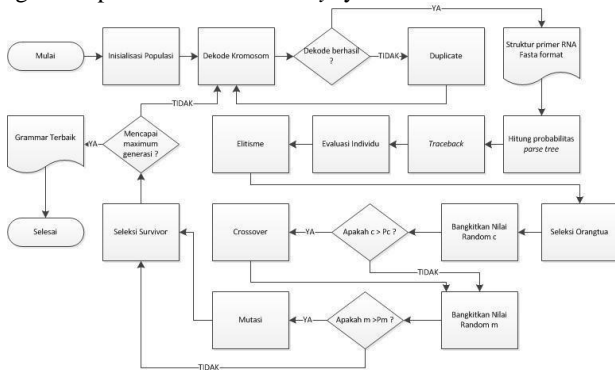 YA
Mulai
Inisialisasi Populasi
Dekode Kromosom
Dekode berhasil
?
TIDAK
Duplicate
Struktur primer RNA
Fasta format
TIDAK
Grammar Terbaik
YA
Mencapai
maximum
generasi ?
Elitisme
Evaluasi Individu
Traceback
Hitung probabilitas
parse tree
Selesai
Seleksi Survivor
Crossover
YA
Apakah c > Pc ?
Bangkitkan Nilai
Random c
Seleksi Orangtua
TIDAK
Mutasi
YA
Apakah m >Pm ?
Bangkitkan Nilai
Random m
TIDAK